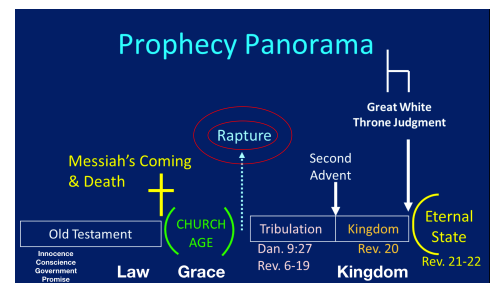 Prophecy Panorama
Great White
Throne Judgment
Rapture
Second
Advent
Messiah's Coming
& Death
Old Testament
CHURCH
AGE
Tribulation
Kingdom
Eternal
State
Dan. 9:27
Rev. 6-19
Rev. 20
Rev. 21-22
Innocence
Conscience
Government
Promise
Law
Grace
Kingdom